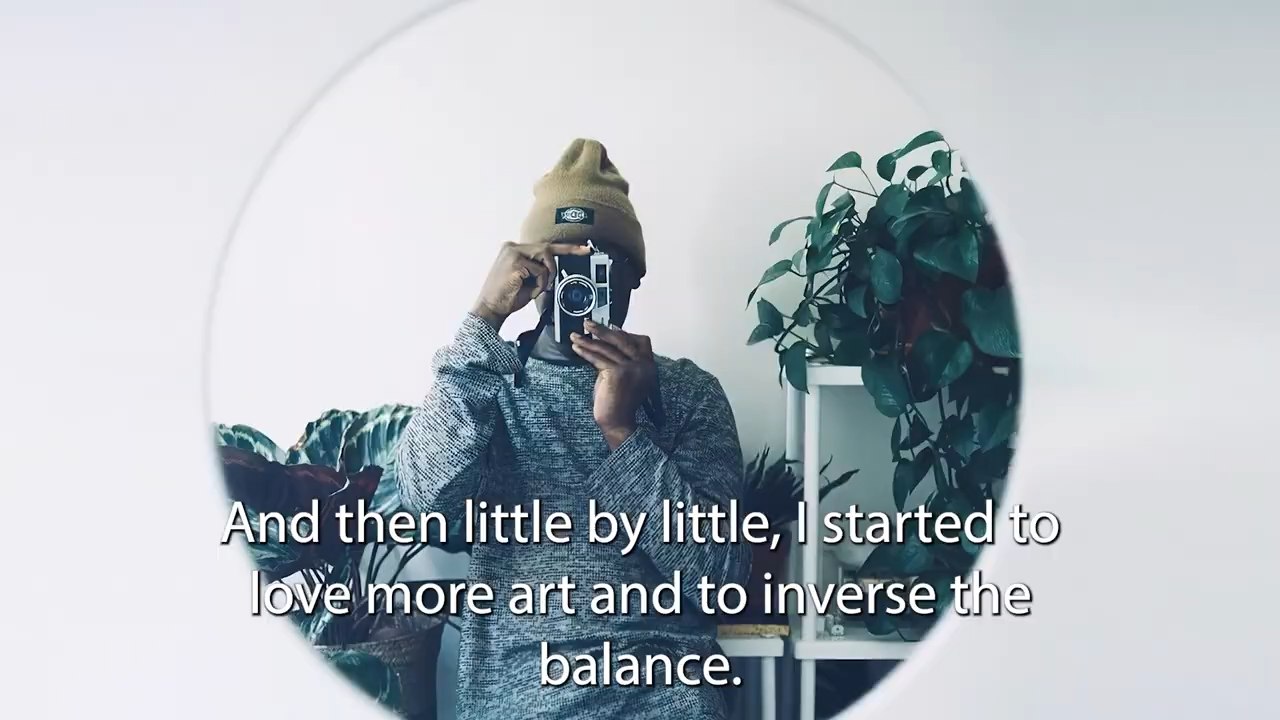 And then little by little, I started to
love more art and to inverse the
balance.